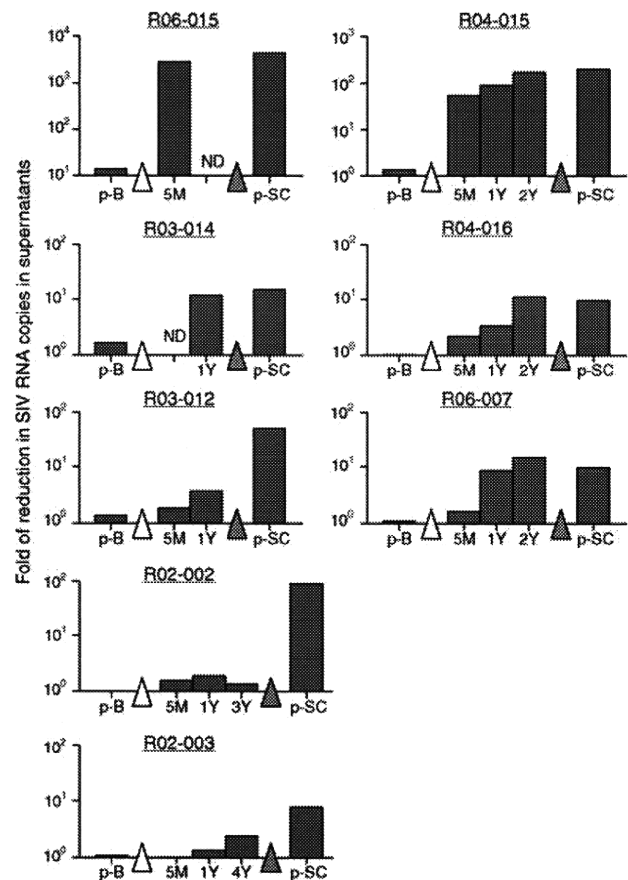 Fold of reduction in SIV RNA copies in supernatants
R06-015
10⁴
10³
10²
10¹
ND
p-B 5M p-SC
R04-015
10³
10²
10¹
10⁰
p-B 5M 1Y 2Y p-SC
R03-014
10²
10¹
10⁰
ND
p-B 1Y p-SC
R04-016
10²
10¹
10⁰
p-B 5M 1Y 2Y p-SC
R03-012
10²
10¹
10⁰
p-B 5M 1Y p-SC
R06-007
10²
10¹
10⁰
p-B 5M 1Y 2Y p-SC
R02-002
10²
10¹
10⁰
p-B 5M 1Y 3Y p-SC
R02-003
10²
10¹
10⁰
p-B 5M 1Y 4Y p-SC